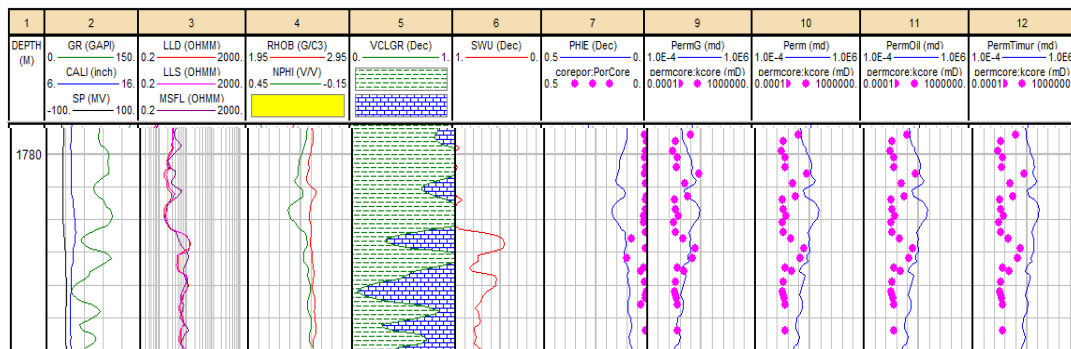 1 2 3 4 5 6 7 9 10 11 12
DEPTH GR (GAPI) LLD (OHMM) RHOB (G/C3) VCLGR (Dec) SWU (Dec) PHIE (Dec) PermG (md) Perm (md) PermOil (md) PermTimur (md)
(M) 0. 150. 0.2 2000. 1.95 2.95 0. 1. 1. 0. 0.5 0. 1.0E-4 1.0E6 1.0E-4 1.0E6 1.0E-4 1.0E6 1.0E-4 1.0E6
CALI (inch) LLS (OHMM) NPHI (V/V) corepor:PorCore permcore:kcore (mD) permcore:kcore (mD) permcore:kcore (mD) permcore:kcore (mD)
6. 16. 0.2 2000. 0.45 -0.15 0.5 0. 0.0001 1000000. 0.0001 1000000. 0.0001 1000000. 0.0001 1000000.
SP (MV) MSFL (OHMM)
-100. 100. 0.2 2000.
1780